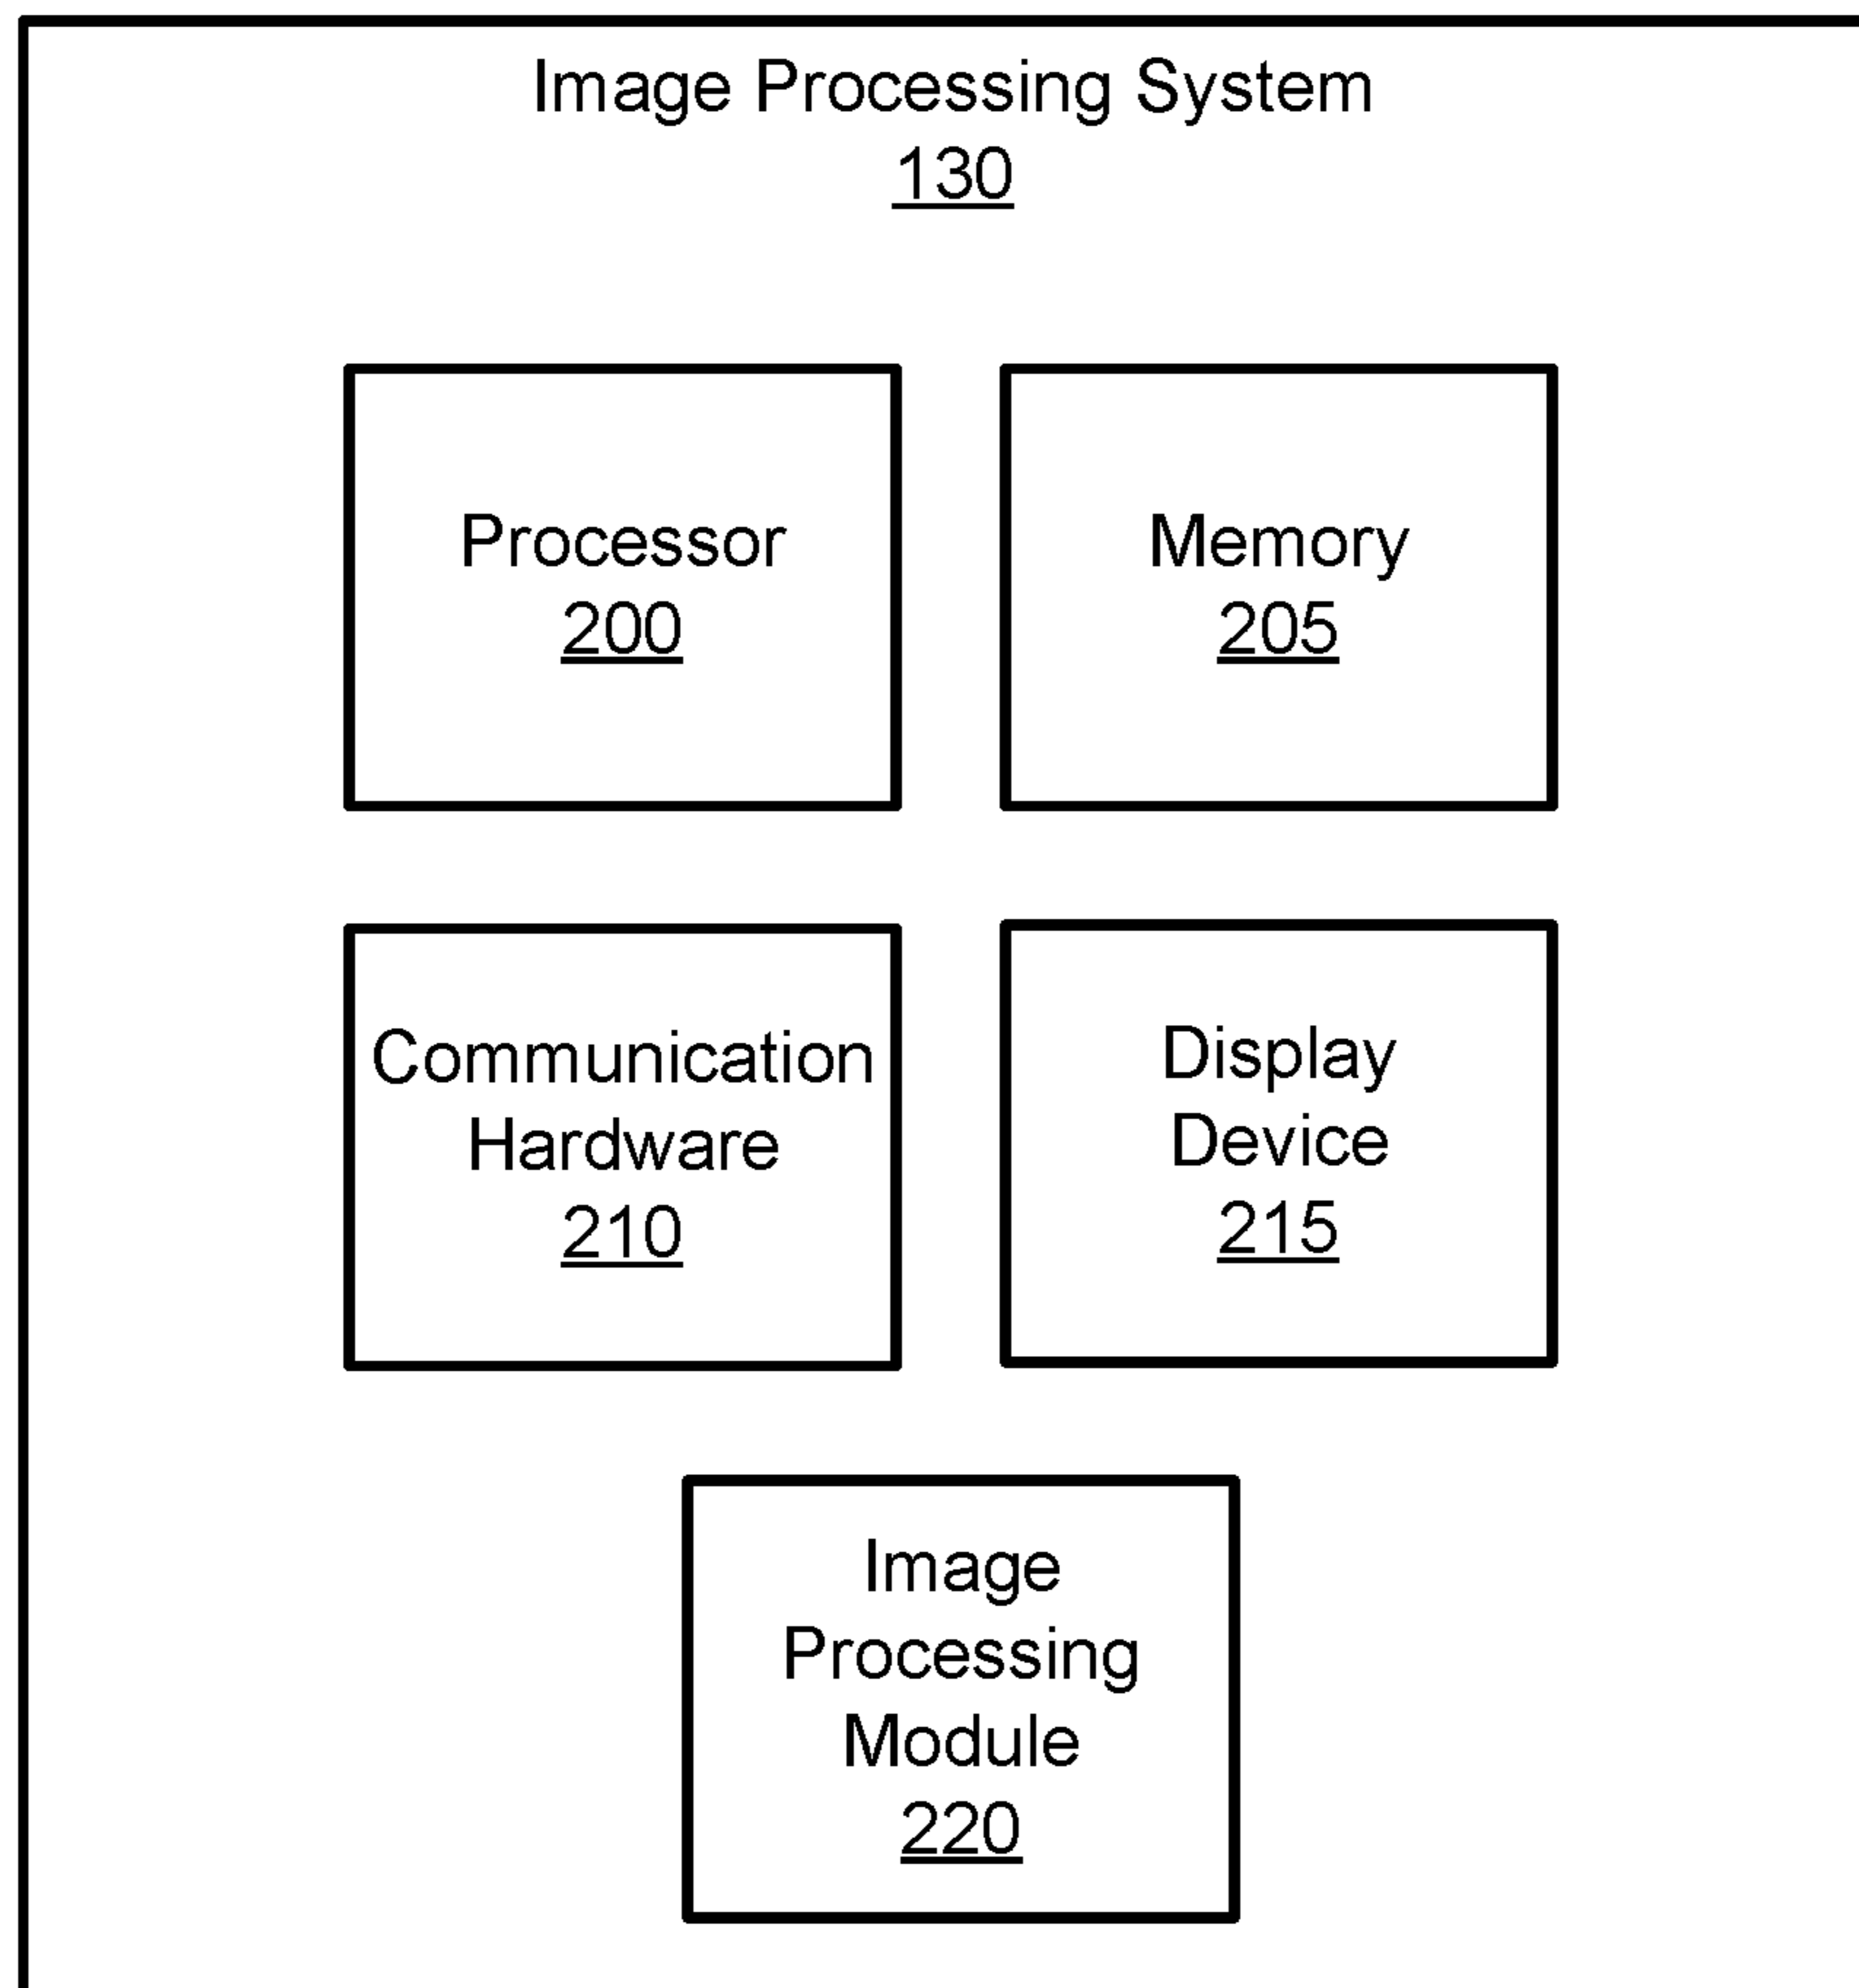 Image Processing System
130
Processor
200
Memory
205
Communication
Hardware
210
Display
Device
215
Image
Processing
Module
220